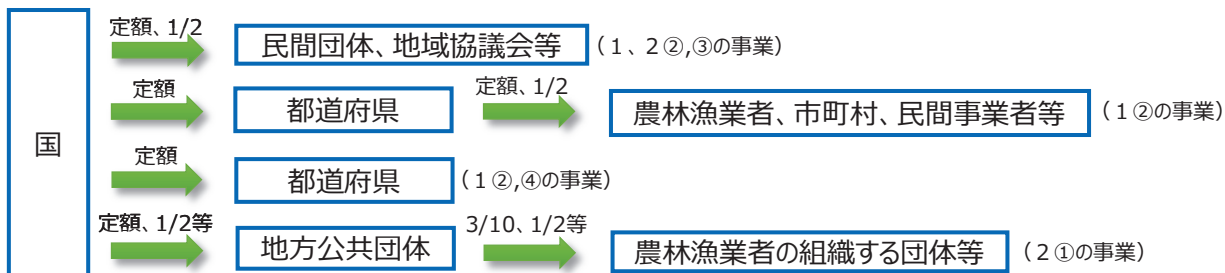 国
定額、1/2
民間団体、地域協議会等
（１、２②,③の事業）
定額
都道府県
定額、1/2
農林漁業者、市町村、民間事業者等
（１②の事業）
定額
都道府県
（１②,④の事業）
定額、1/2等
地方公共団体
3/10、1/2等
農林漁業者の組織する団体等
（２①の事業）